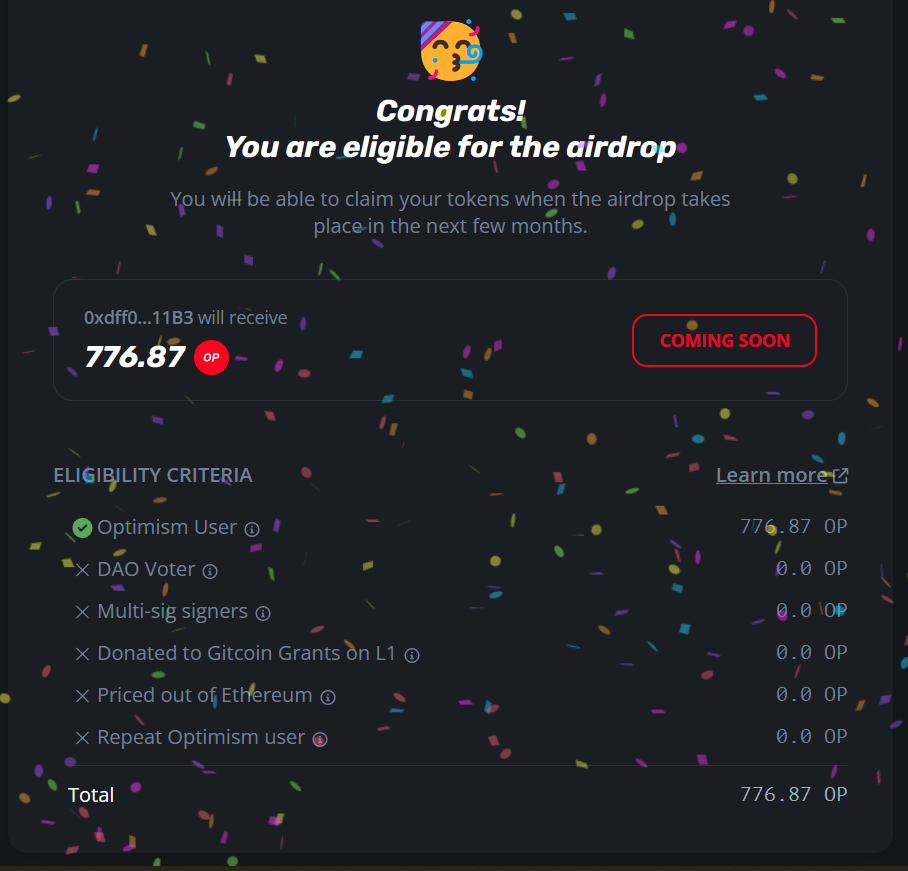 Congrats!
You are eligible for the airdrop
You will be able to claim your tokens when the airdrop takes
place in the next few months.
0xdff0...11B3 will receive
776.87 OP
COMING SOON
ELIGIBILITY CRITERIA
Learn more
Optimism User 776.87 OP
DAO Voter 0.0 OP
Multi-sig signers 0.0 OP
Donated to Gitcoin Grants on L1 0.0 OP
Priced out of Ethereum 0.0 OP
Repeat Optimism user 0.0 OP
Total 776.87 OP